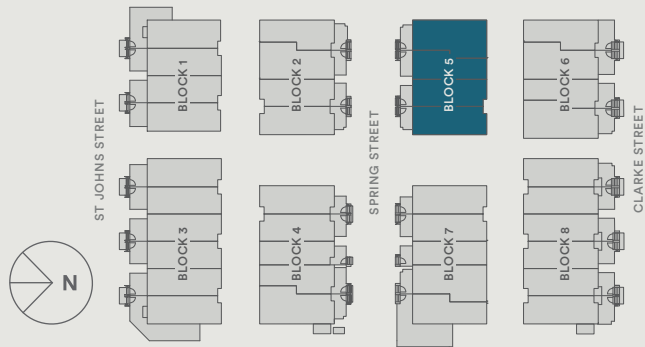 BLOCK 1
BLOCK 2
BLOCK 5
BLOCK 6
ST JOHNS STREET
SPRING STREET
CLARKE STREET
BLOCK 3
BLOCK 4
BLOCK 7
BLOCK 8
N